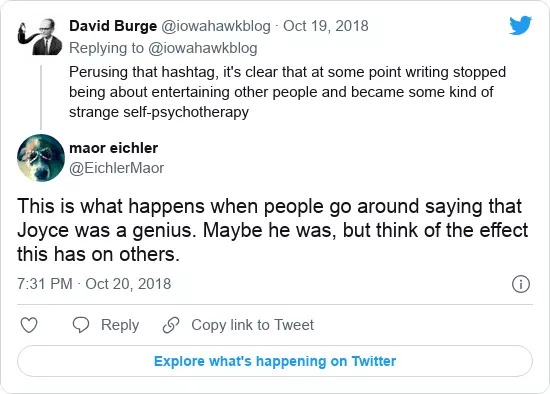 David Burge @iowahawkblog · Oct 19, 2018
Replying to @iowahawkblog
Perusing that hashtag, it's clear that at some point writing stopped
being about entertaining other people and became some kind of
strange self-psychotherapy
maor eichler
@EichlerMaor
This is what happens when people go around saying that
Joyce was a genius. Maybe he was, but think of the effect
this has on others.
7:31 PM · Oct 20, 2018
Reply
Copy link to Tweet
Explore what's happening on Twitter